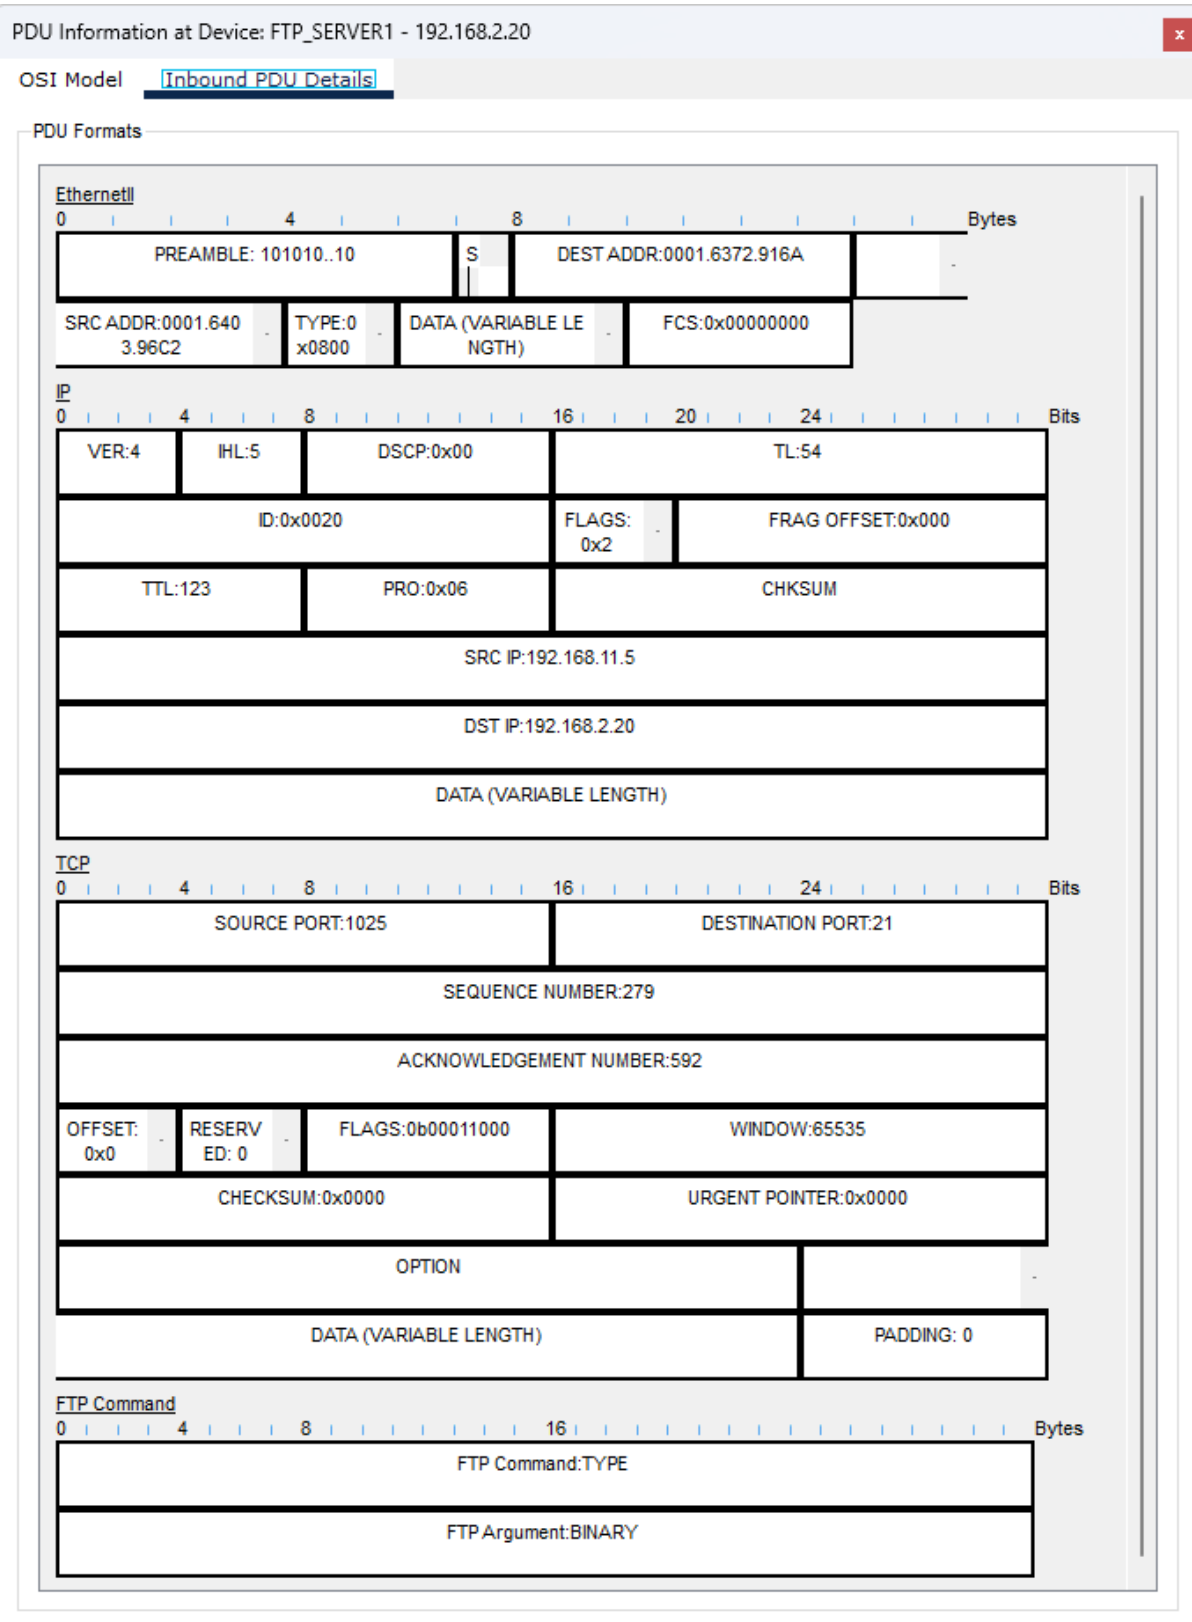 PDU Information at Device: FTP_SERVER1 - 192.168.2.20
x
OSI Model Inbound PDU Details
PDU Formats
EthernetII
0 4 8 Bytes
PREAMBLE: 101010..10 S DEST ADDR:0001.6372.916A
SRC ADDR:0001.640 TYPE:0 DATA (VARIABLE LE FCS:0x00000000
3.96C2 x0800 NGTH)
IP
0 4 8 16 20 24 Bits
VER:4 IHL:5 DSCP:0x00 TL:54
ID:0x0020 FLAGS: FRAG OFFSET:0x000
0x2
TTL:123 PRO:0x06 CHKSUM
SRC IP:192.168.11.5
DST IP:192.168.2.20
DATA (VARIABLE LENGTH)
TCP
0 4 8 16 24 Bits
SOURCE PORT:1025 DESTINATION PORT:21
SEQUENCE NUMBER:279
ACKNOWLEDGEMENT NUMBER:592
OFFSET: RESERV FLAGS:0b00011000 WINDOW:65535
0x0 ED: 0
CHECKSUM:0x0000 URGENT POINTER:0x0000
OPTION
DATA (VARIABLE LENGTH) PADDING: 0
FTP Command
0 4 8 16 Bytes
FTP Command:TYPE
FTP Argument:BINARY